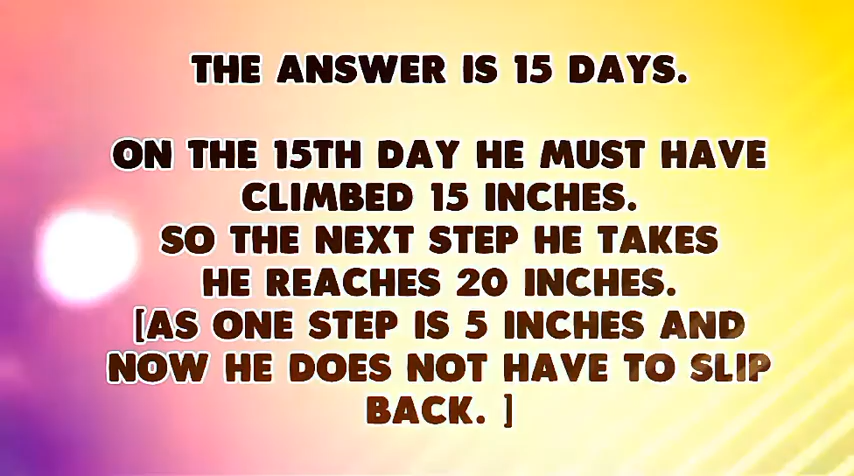 THE ANSWER IS 15 DAYS.
ON THE 15TH DAY HE MUST HAVE
CLIMBED 15 INCHES.
SO THE NEXT STEP HE TAKES
HE REACHES 20 INCHES.
[AS ONE STEP IS 5 INCHES AND
NOW HE DOES NOT HAVE TO SLIP
BACK. ]